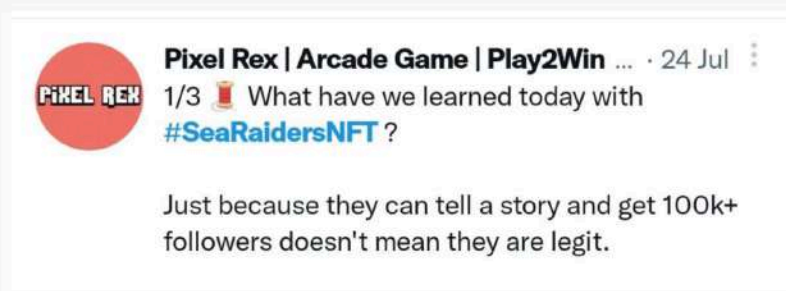 PiXEL REX
Pixel Rex | Arcade Game | Play2Win ... · 24 Jul
1/3 🧵 What have we learned today with
#SeaRaidersNFT ?
Just because they can tell a story and get 100k+
followers doesn't mean they are legit.